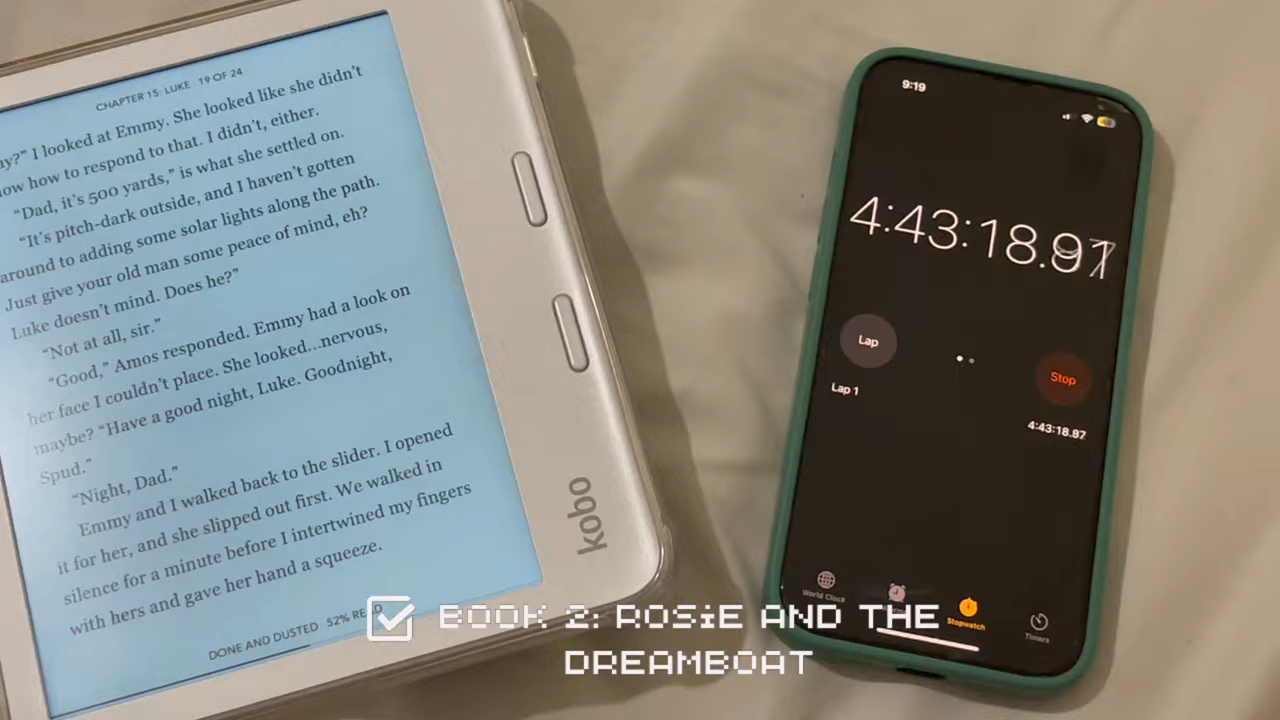 CHAPTER 15: LUKE 19 OF 24
I looked at Emmy. She looked like she didn't
how to respond to that. I didn't, either.
"Dad, it's 500 yards," is what she settled on.
"It's pitch-dark outside, and I haven't gotten
around to adding some solar lights along the path.
Just give your old man some peace of mind, eh?
Luke doesn't mind. Does he?"
"Not at all, sir."
"Good," Amos responded. Emmy had a look on
her face I couldn't place. She looked...nervous,
maybe? "Have a good night, Luke. Goodnight,
Spud."
"Night, Dad."
Emmy and I walked back to the slider. I opened
it for her, and she slipped out first. We walked in
silence for a minute before I intertwined my fingers
with hers and gave her hand a squeeze.
DONE AND DUSTED 52% READ
kobo
9:19
4:43:18.97
Lap
Stop
Lap 1
4:43:18.97
World Clock
Stopwatch
Timers
BOOK 2: ROSiE AND THE
DREAMBOAT